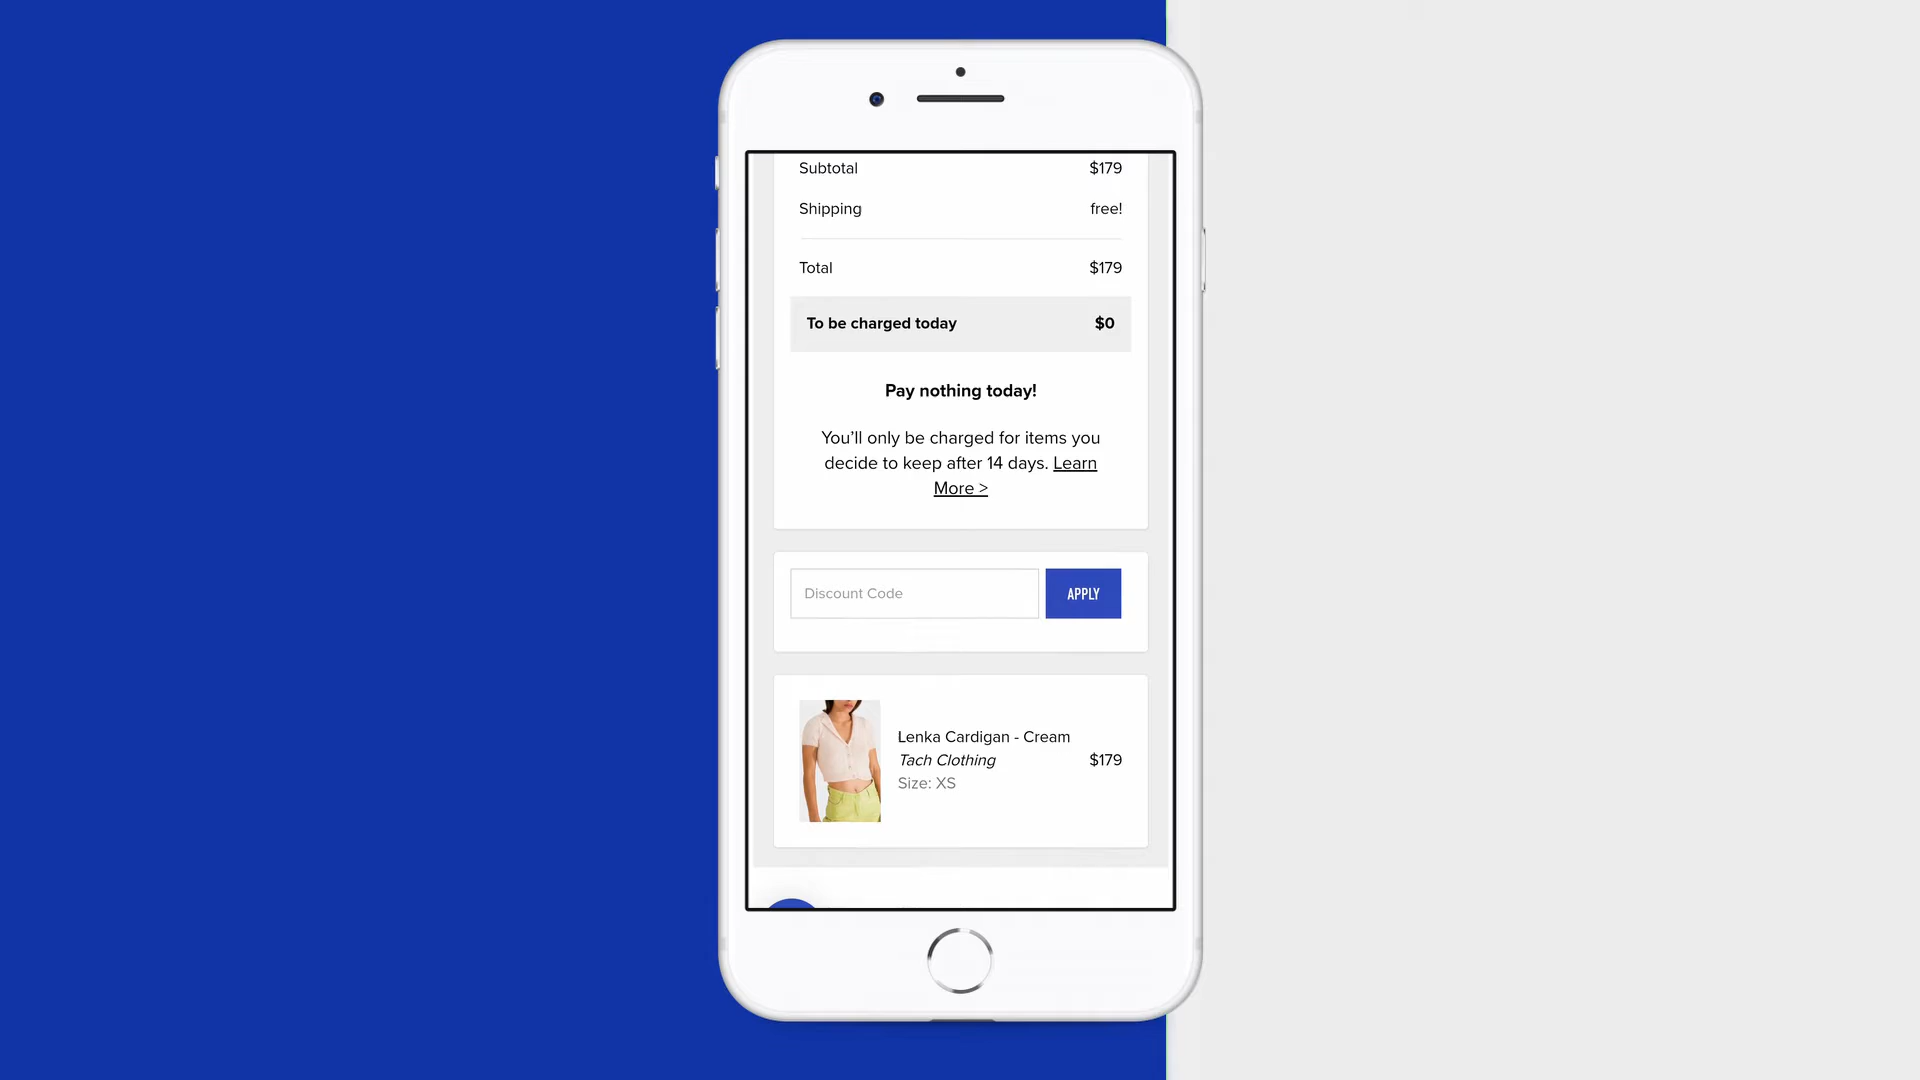 Subtotal $179
Shipping free!
Total $179
To be charged today $0
Pay nothing today!
You’ll only be charged for items you
decide to keep after 14 days. Learn
More >
Discount Code APPLY
Lenka Cardigan - Cream
Tach Clothing $179
Size: XS